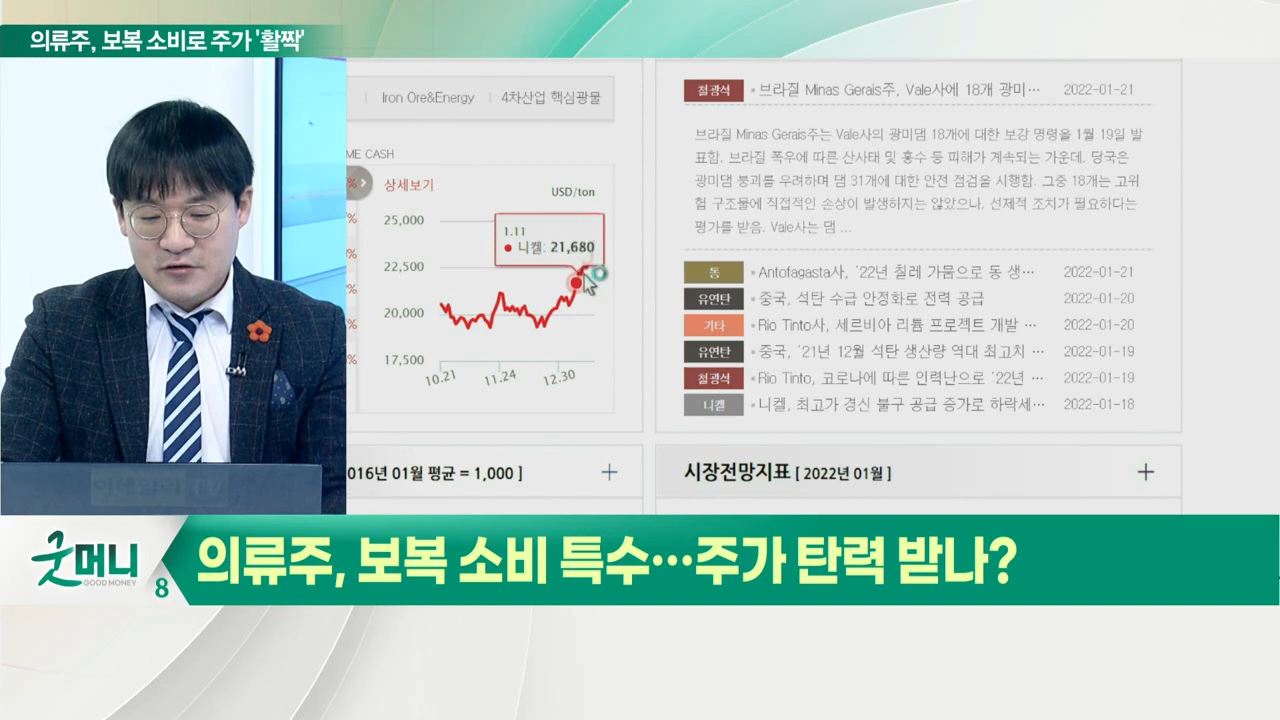 의류주, 보복 소비로 주가 '활짝'
Iron Ore&Energy
4차산업 핵심광물
ME CASH
%
상세보기
USD/ton
25,000
22,500
20,000
17,500
1.11
니켈: 21,680
10.21
11.24
12.30
%
%
%
%
%
철광석 브라질 Minas Gerais주, Vale사에 18개 광미··· 2022-01-21
브라질 Minas Gerais주는 Vale사의 광미댐 18개에 대한 보강 명령을 1월 19일 발
표함. 브라질 폭우에 따른 산사태 및 홍수 등 피해가 계속되는 가운데, 당국은
광미댐 붕괴를 우려하며 댐 31개에 대한 안전 점검을 시행함. 그중 18개는 고위
험 구조물에 직접적인 손상이 발생하지는 않았으나, 선제적 조치가 필요하다는
평가를 받음. Vale사는 댐 ...
동 Antofagasta사, '22년 칠레 가뭄으로 동 생··· 2022-01-21
유연탄 중국, 석탄 수급 안정화로 전력 공급 2022-01-20
기타 Rio Tinto사, 세르비아 리튬 프로젝트 개발 ··· 2022-01-20
유연탄 중국, '21년 12월 석탄 생산량 역대 최고치 ··· 2022-01-19
철광석 Rio Tinto, 코로나에 따른 인력난으로 '22년 ··· 2022-01-19
니켈 니켈, 최고가 경신 불구 공급 증가로 하락세··· 2022-01-18
016년 01월 평균 = 1,000 ] +
시장전망지표 [ 2022년 01월 ] +
이데일리 TV
굿머니
GOOD MONEY
8
의류주, 보복 소비 특수···주가 탄력 받나?